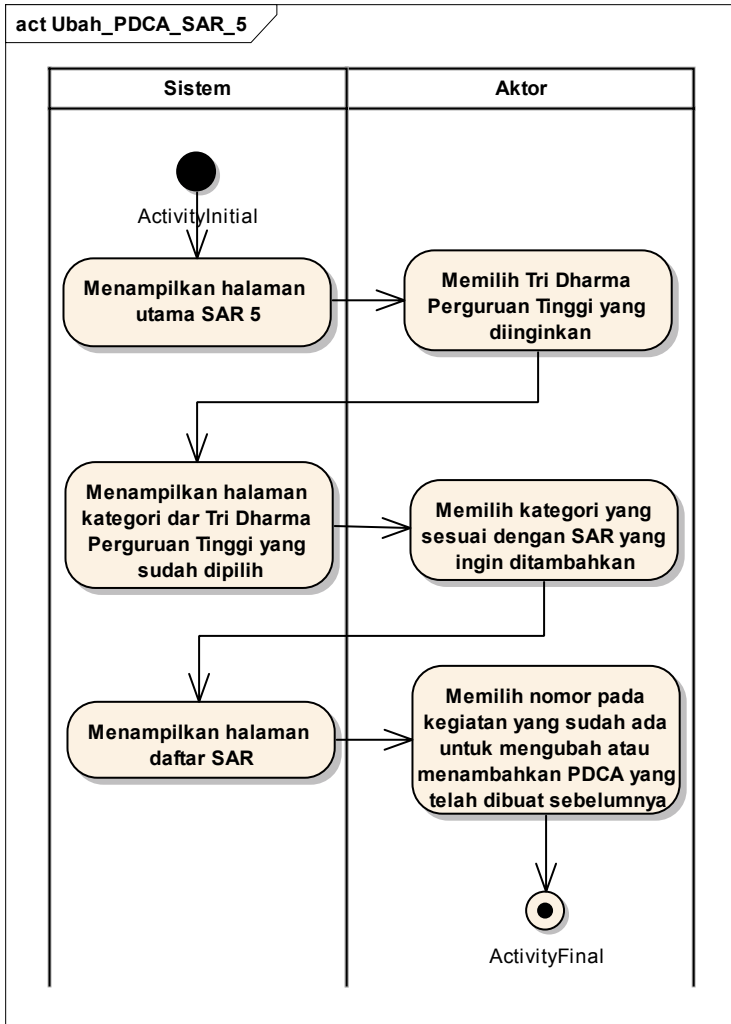 act Ubah_PDCA_SAR_5
Sistem
Aktor
ActivityInitial
Menampilkan halaman
utama SAR 5
Memilih Tri Dharma
Perguruan Tinggi yang
diinginkan
Menampilkan halaman
kategori dar Tri Dharma
Perguruan Tinggi yang
sudah dipilih
Memilih kategori yang
sesuai dengan SAR yang
ingin ditambahkan
Menampilkan halaman
daftar SAR
Memilih nomor pada
kegiatan yang sudah ada
untuk mengubah atau
menambahkan PDCA yang
telah dibuat sebelumnya
ActivityFinal